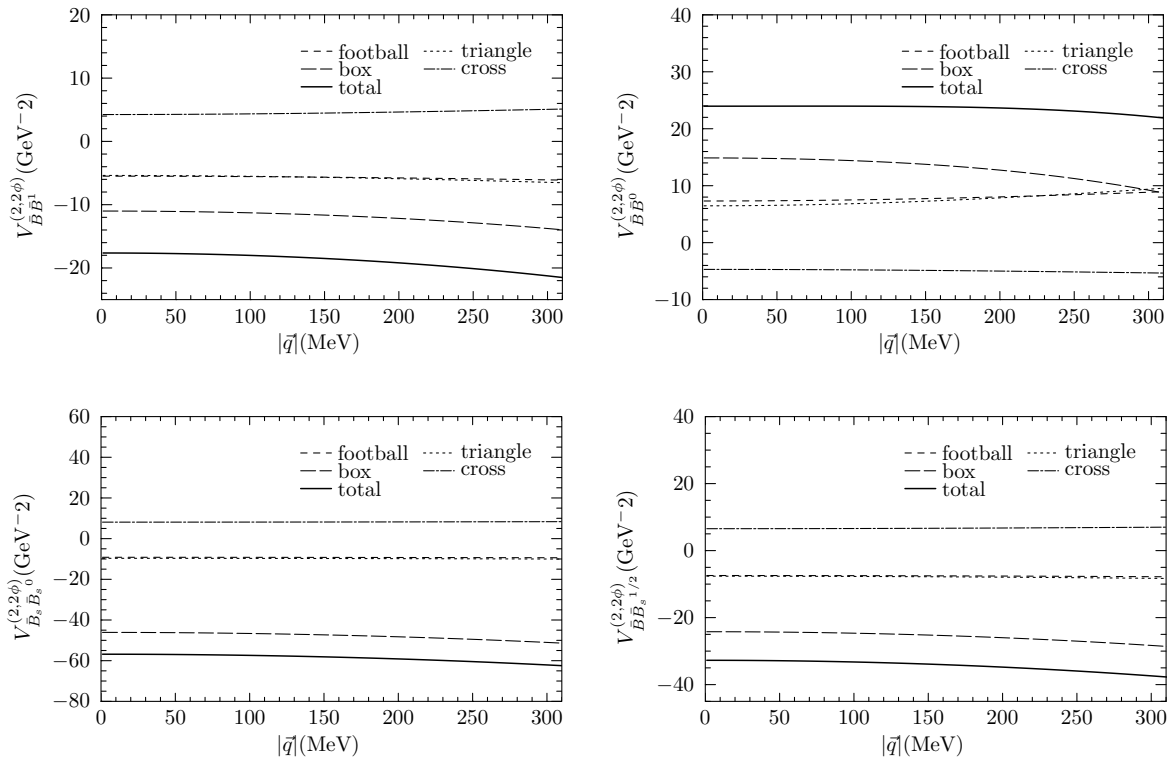 20
10
0
−10
−20
0 50 100 150 200 250 300
V^{(2,2ϕ)}_{B̄B̄^1}(GeV^−2)
|q⃗|(MeV)
football triangle
box cross
total
40
30
20
10
0
−10
0 50 100 150 200 250 300
V^{(2,2ϕ)}_{B̄B̄^0}(GeV^−2)
|q⃗|(MeV)
football triangle
box cross
total
60
40
20
0
−20
−40
−60
−80
0 50 100 150 200 250 300
V^{(2,2ϕ)}_{B̄_s B̄_s^0}(GeV^−2)
|q⃗|(MeV)
football triangle
box cross
total
40
20
0
−20
−40
0 50 100 150 200 250 300
V^{(2,2ϕ)}_{B̄B̄_s^{1/2}}(GeV^−2)
|q⃗|(MeV)
football triangle
box cross
total